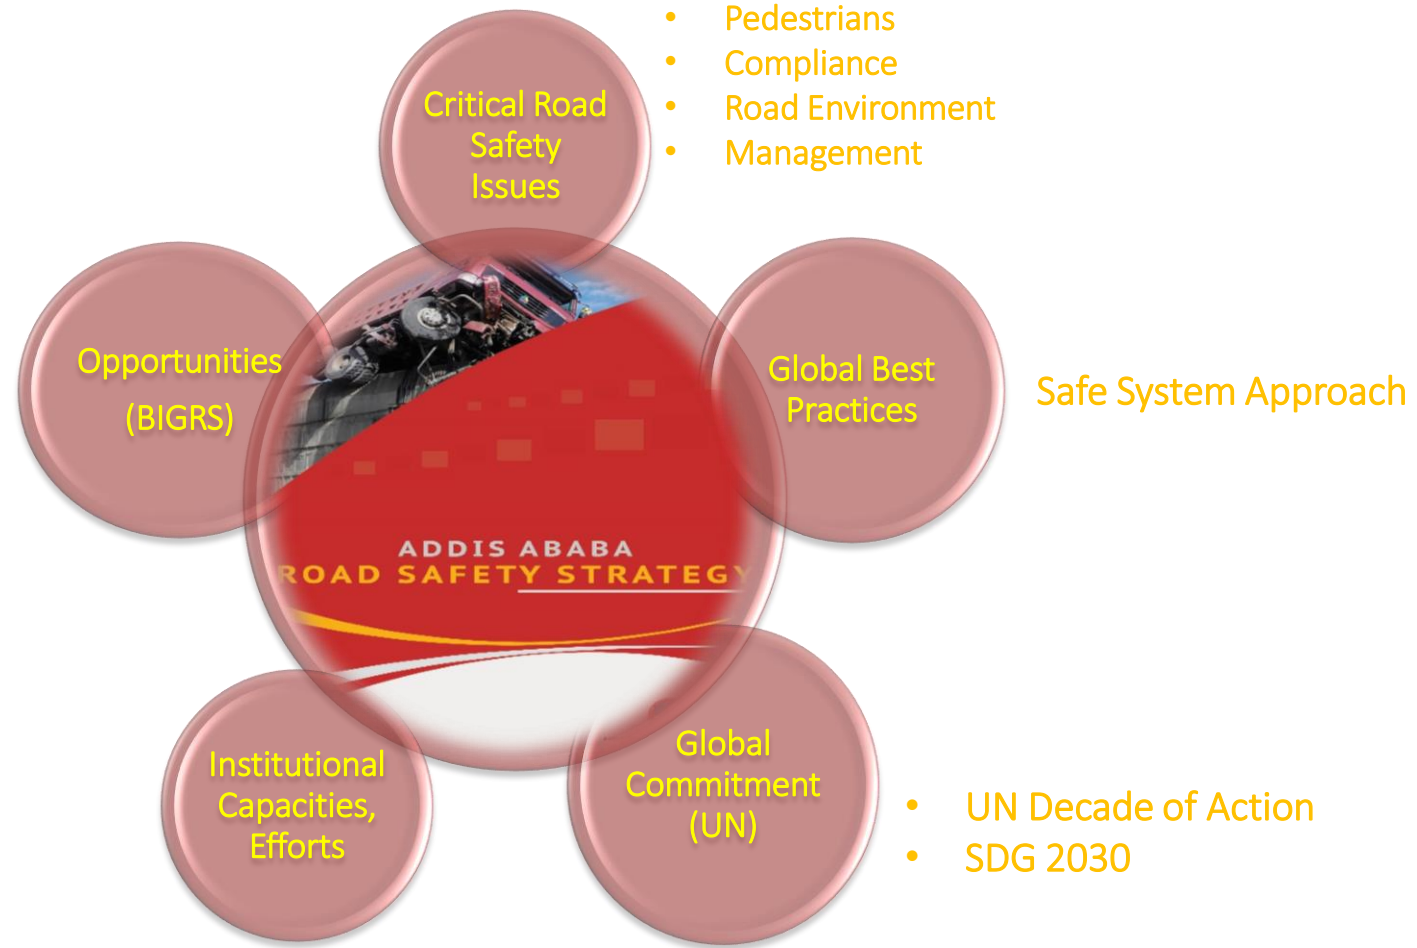 • Pedestrians
• Compliance
• Road Environment
• Management
Critical Road
Safety
Issues
Opportunities
(BIGRS)
Global Best
Practices
Safe System Approach
ADDIS ABABA
ROAD SAFETY STRATEGY
Institutional
Capacities,
Efforts
Global
Commitment
(UN)
• UN Decade of Action
• SDG 2030